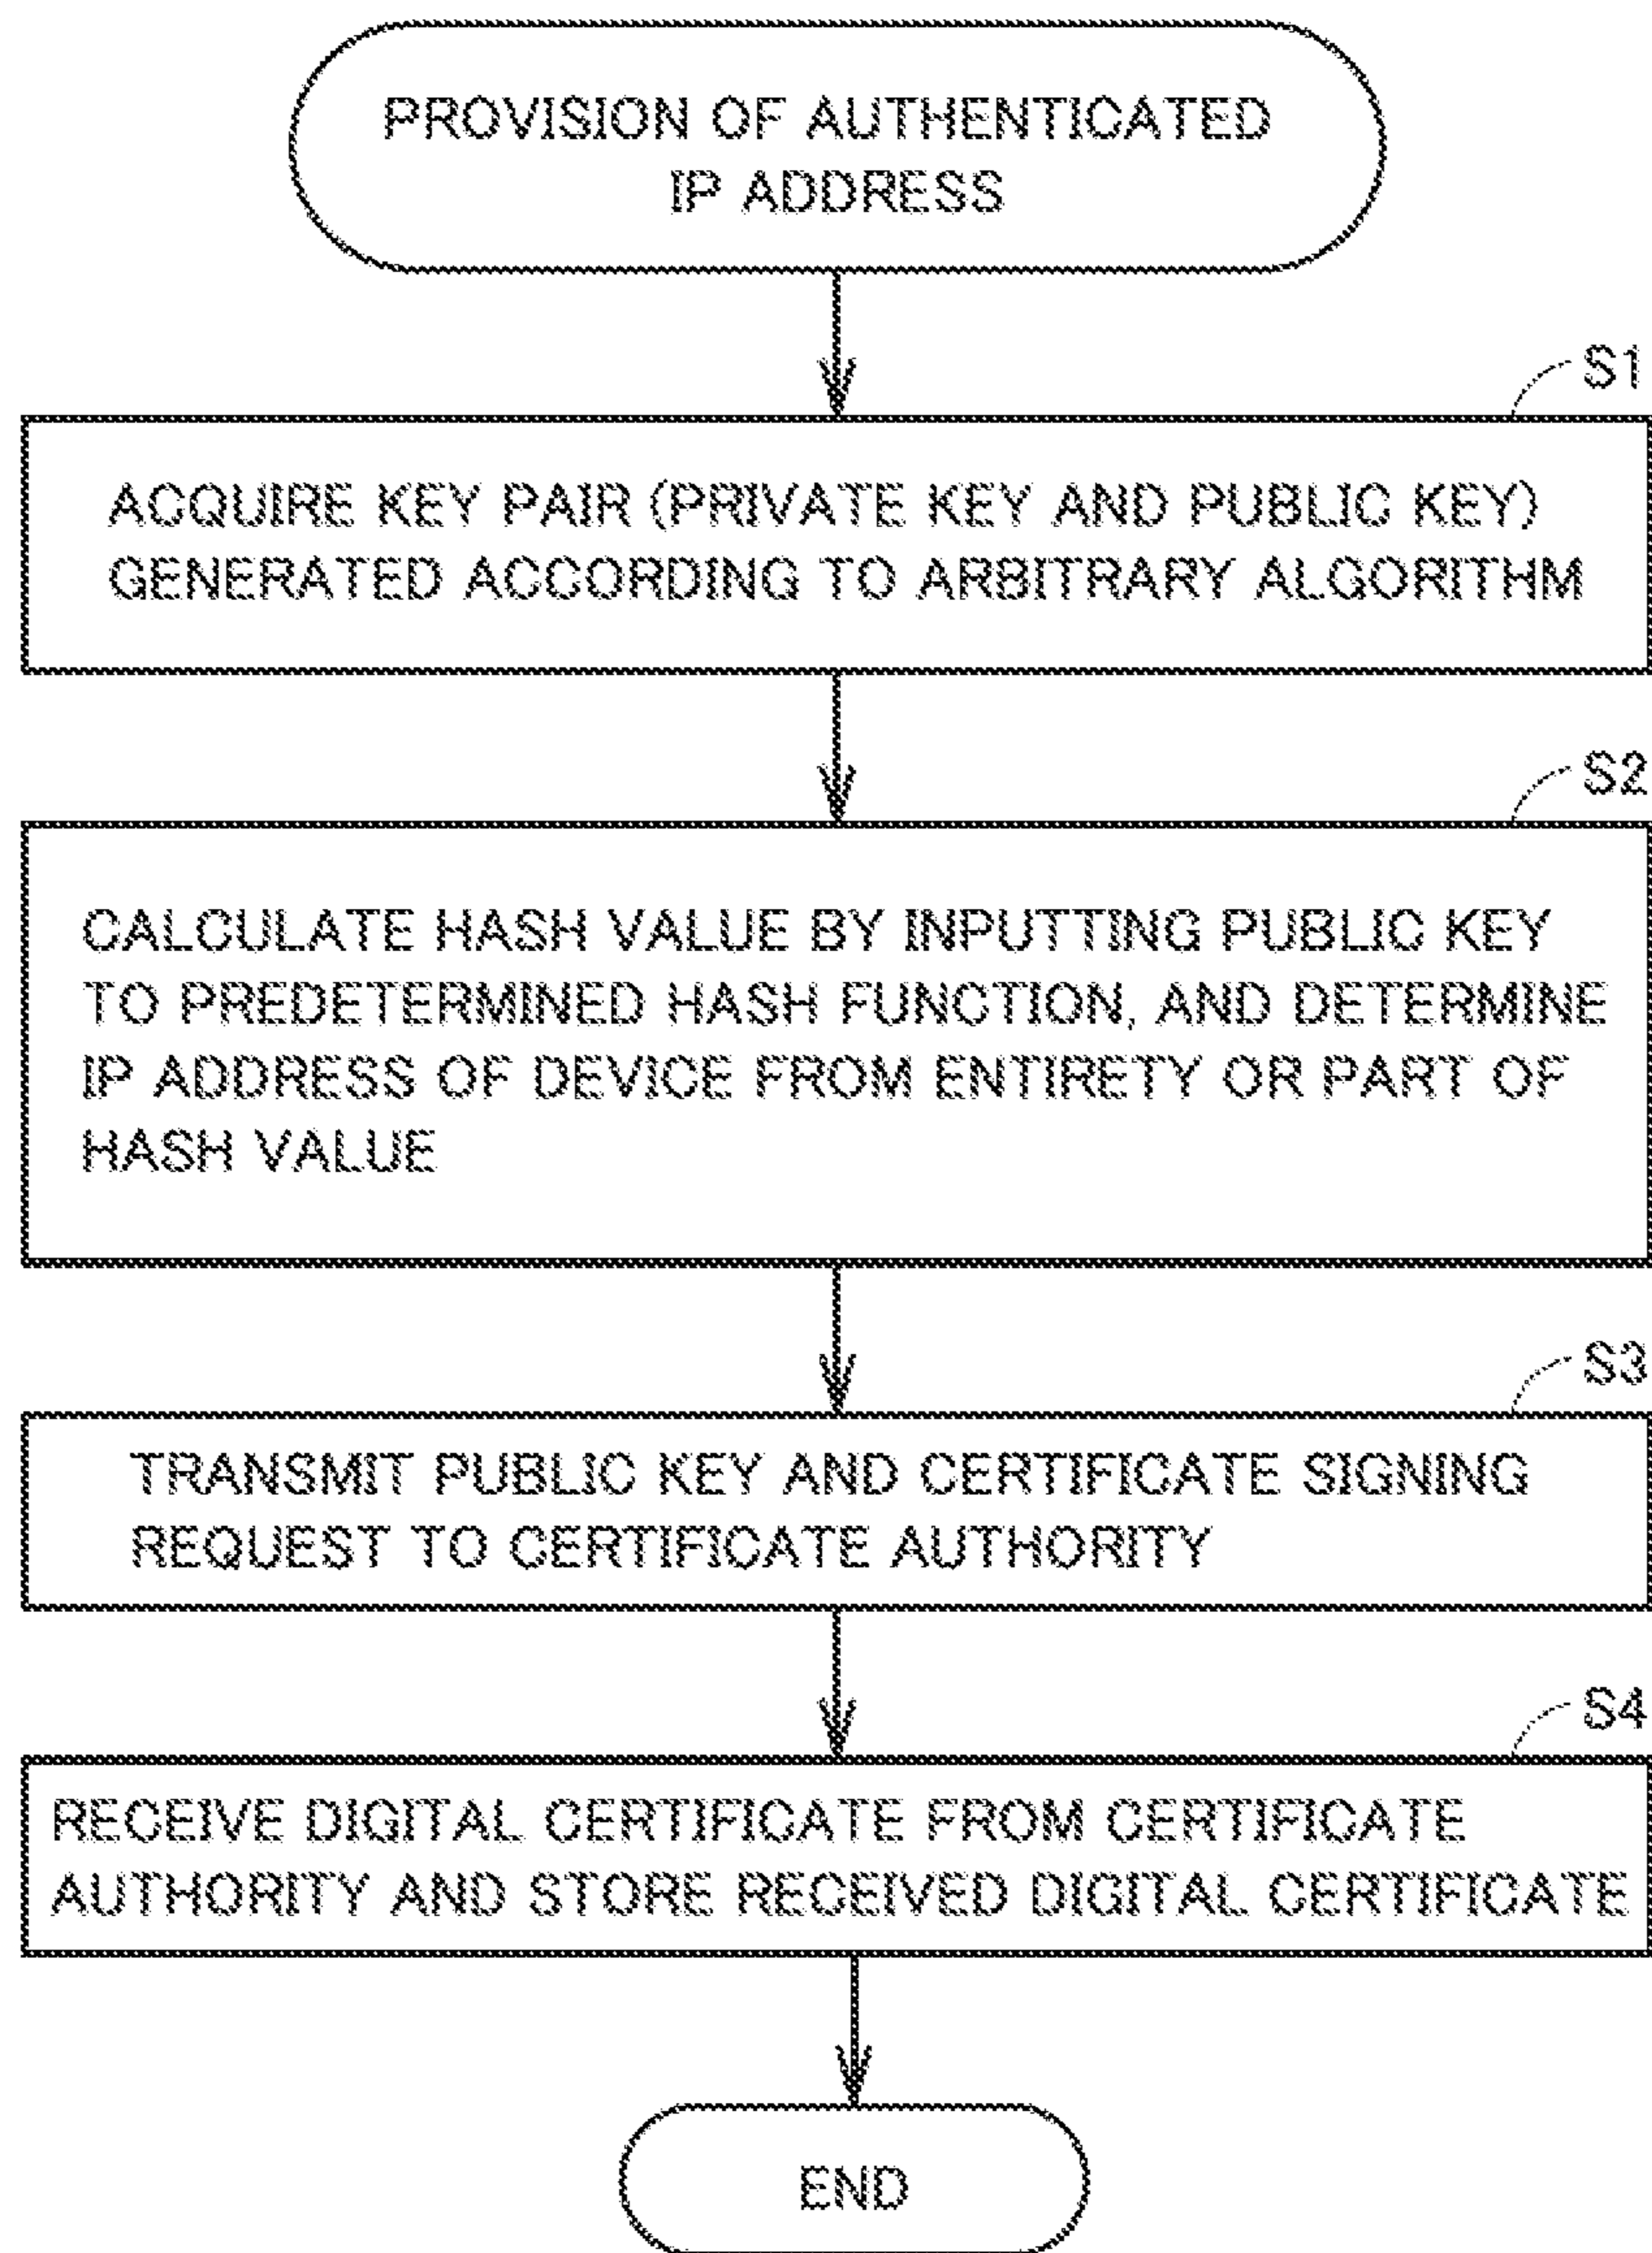 PROVISION OF AUTHENTICATED
IP ADDRESS
S1
ACQUIRE KEY PAIR (PRIVATE KEY AND PUBLIC KEY)
GENERATED ACCORDING TO ARBITRARY ALGORITHM
S2
CALCULATE HASH VALUE BY INPUTTING PUBLIC KEY
TO PREDETERMINED HASH FUNCTION, AND DETERMINE
IP ADDRESS OF DEVICE FROM ENTIRETY OR PART OF
HASH VALUE
S3
TRANSMIT PUBLIC KEY AND CERTIFICATE SIGNING
REQUEST TO CERTIFICATE AUTHORITY
S4
RECEIVE DIGITAL CERTIFICATE FROM CERTIFICATE
AUTHORITY AND STORE RECEIVED DIGITAL CERTIFICATE
END